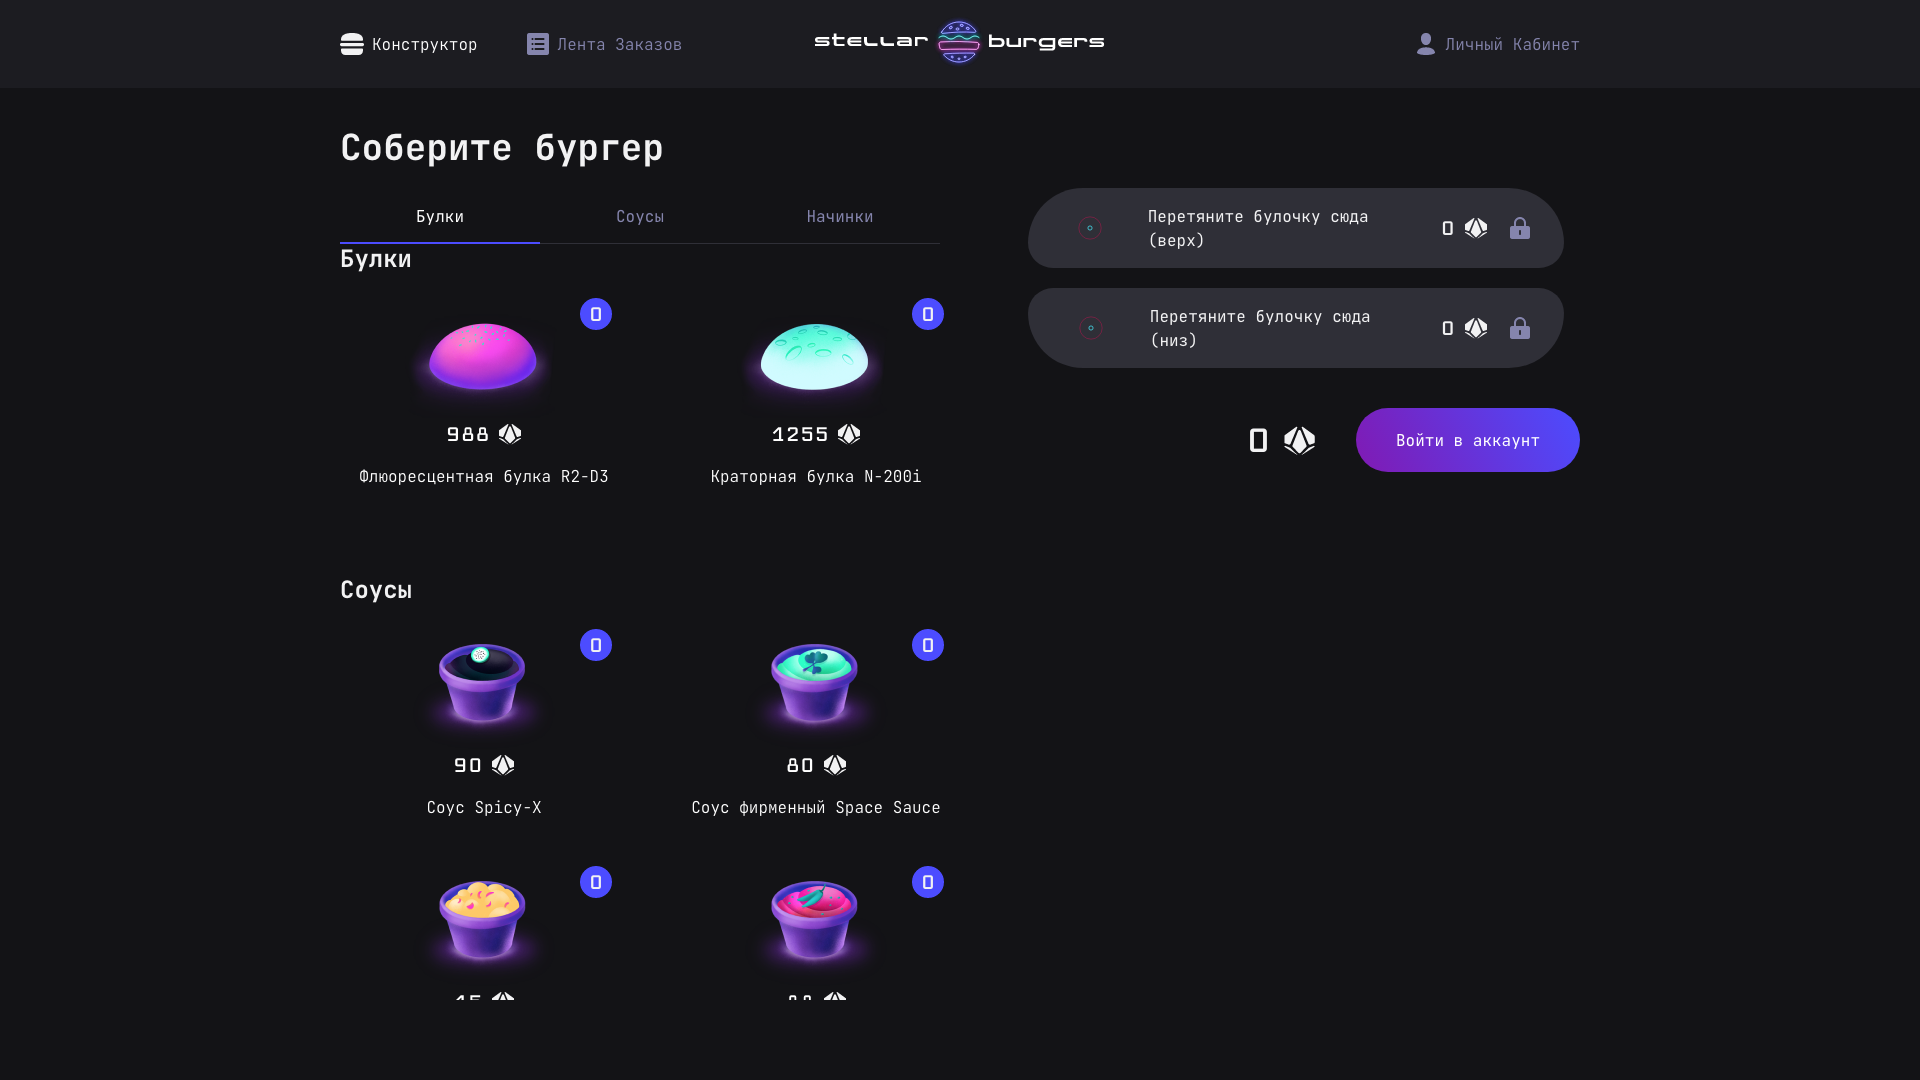 Конструктор
Лента Заказов
stellar burgers
Личный Кабинет
Соберите бургер
Булки
Соусы
Начинки
Булки
0
0
988
1255
Флюоресцентная булка R2-D3
Краторная булка N-200i
Соусы
0
0
90
80
Соус Spicy-X
Соус фирменный Space Sauce
0
0
Перетяните булочку сюда
(верх)
0
Перетяните булочку сюда
(низ)
0
0
Войти в аккаунт